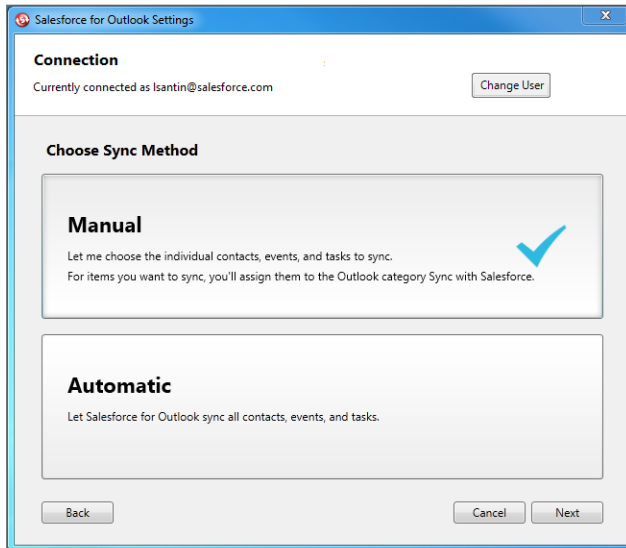 Salesforce for Outlook Settings
Connection
Currently connected as lsantin@salesforce.com
Change User
Choose Sync Method
Manual
Let me choose the individual contacts, events, and tasks to sync.
For items you want to sync, you'll assign them to the Outlook category Sync with Salesforce.
Automatic
Let Salesforce for Outlook sync all contacts, events, and tasks.
Back
Cancel
Next